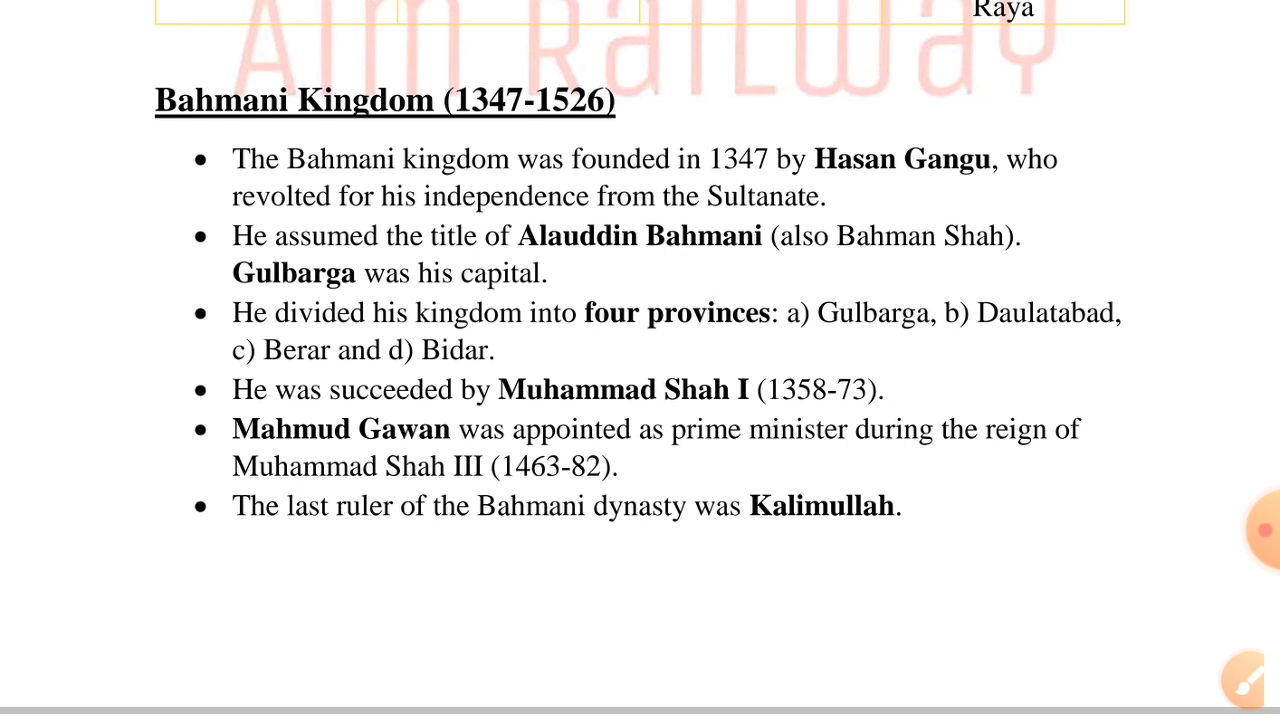 Raya
Aim Railway
Bahmani Kingdom (1347-1526)
• The Bahmani kingdom was founded in 1347 by Hasan Gangu, who
revolted for his independence from the Sultanate.
• He assumed the title of Alauddin Bahmani (also Bahman Shah).
Gulbarga was his capital.
• He divided his kingdom into four provinces: a) Gulbarga, b) Daulatabad,
c) Berar and d) Bidar.
• He was succeeded by Muhammad Shah I (1358-73).
• Mahmud Gawan was appointed as prime minister during the reign of
Muhammad Shah III (1463-82).
• The last ruler of the Bahmani dynasty was Kalimullah.